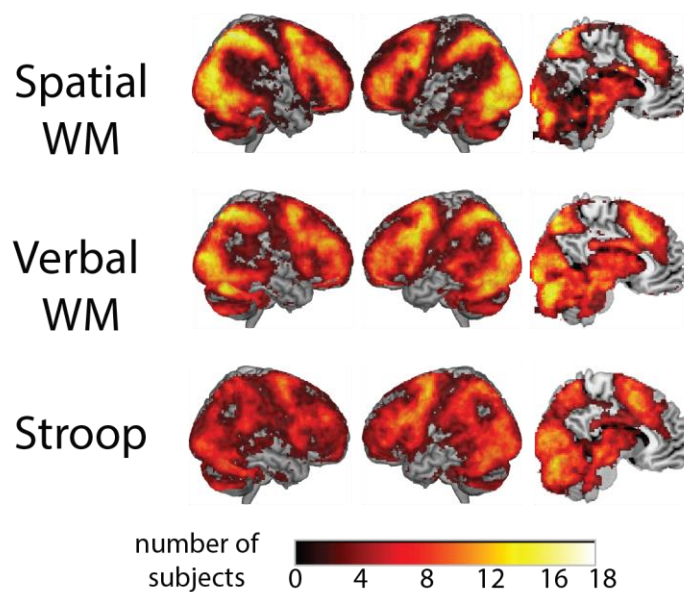 Spatial
WM
Verbal
WM
Stroop
number of
subjects
0 4 8 12 16 18